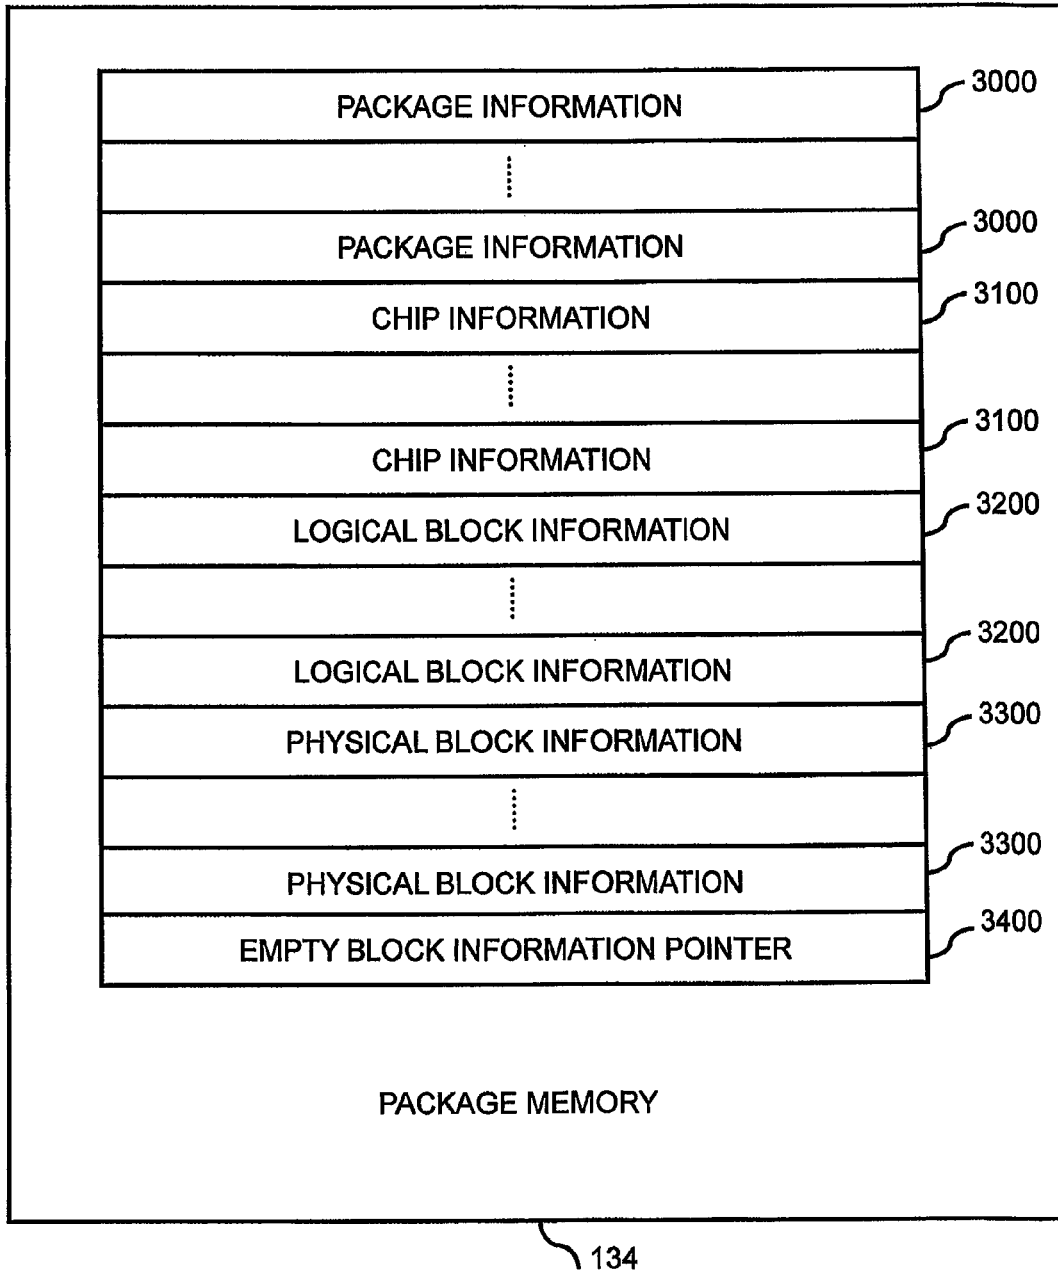 PACKAGE INFORMATION 3000
PACKAGE INFORMATION 3000
CHIP INFORMATION 3100
CHIP INFORMATION 3100
LOGICAL BLOCK INFORMATION 3200
LOGICAL BLOCK INFORMATION 3200
PHYSICAL BLOCK INFORMATION 3300
PHYSICAL BLOCK INFORMATION 3300
EMPTY BLOCK INFORMATION POINTER 3400
PACKAGE MEMORY
134